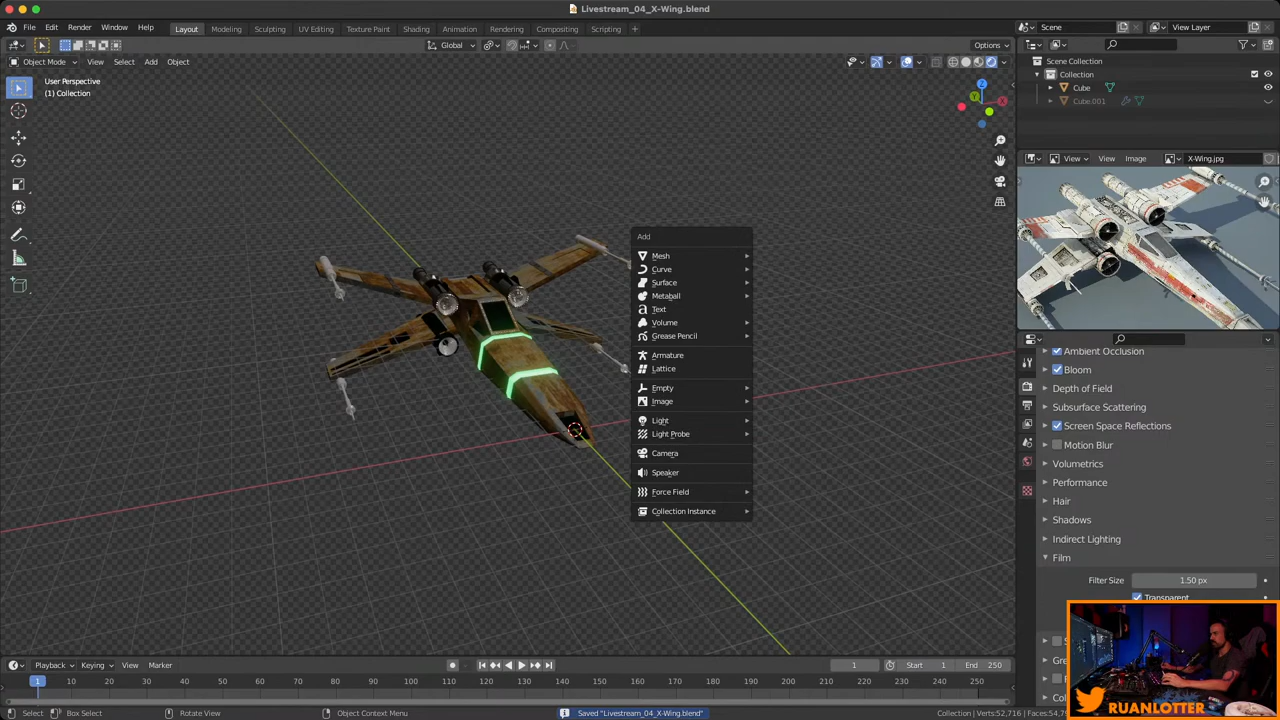 Livestream_04_X-Wing.blend
File Edit Render Window Help Layout Modeling Sculpting UV Editing Texture Paint Shading Animation Rendering Compositing Scripting Scene View Layer
Global Options
Object Mode View Select Add Object
User Perspective
(1) Collection
Scene Collection
Collection
Cube
Cube.001
View View Image X-Wing.jpg
Add
Mesh
Curve
Surface
Metaball
Text
Volume
Grease Pencil
Armature
Lattice
Empty
Image
Light
Light Probe
Camera
Speaker
Force Field
Collection Instance
Ambient Occlusion
Bloom
Depth of Field
Subsurface Scattering
Screen Space Reflections
Motion Blur
Volumetrics
Performance
Hair
Shadows
Indirect Lighting
Film
Filter Size 1.50 px
Transparent
RUANLOTTER
Playback Keying View Marker 1 Start 1 End 250
1 10 20 30 40 50 60 70 80 90 100 110 120 130 140 150 160 170 180 190 200 210 220 230 240 250
Select Box Select Rotate View Object Context Menu Saved "Livestream_04_X-Wing.blend" Collection | Verts:52,716 |